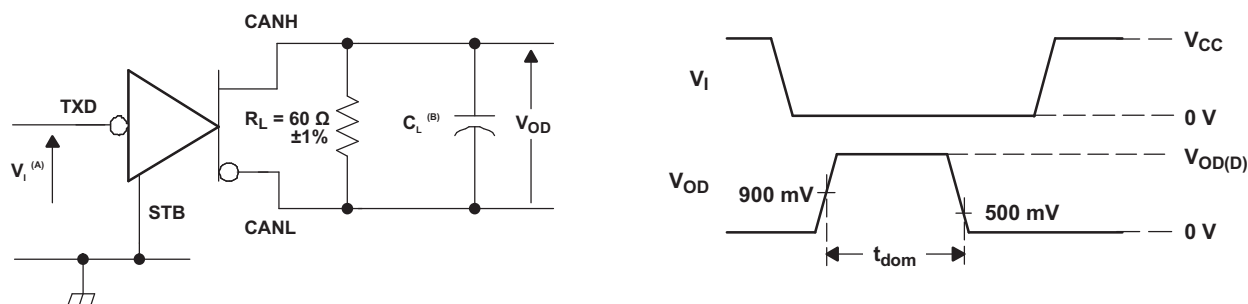 CANH
TXD
R_L = 60 Ω
±1%
C_L (B)
V_OD
V_I (A)
STB
CANL
V_I
V_CC
0 V
V_OD
900 mV
V_OD(D)
500 mV
0 V
t_dom